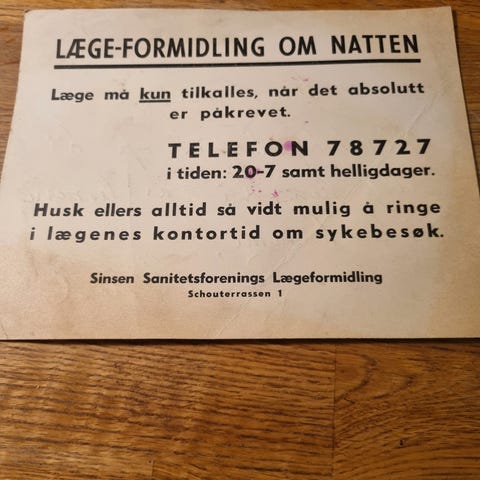 LÆGE-FORMIDLING OM NATTEN
Læge må kun tilkalles, når det absolutt
er påkrevet.
TELEFON 78727
i tiden: 20-7 samt helligdager.
Husk ellers alltid så vidt mulig å ringe
i lægenes kontortid om sykebesøk.
Sinsen Sanitetsforenings Lægeformidling
Schouterrassen 1